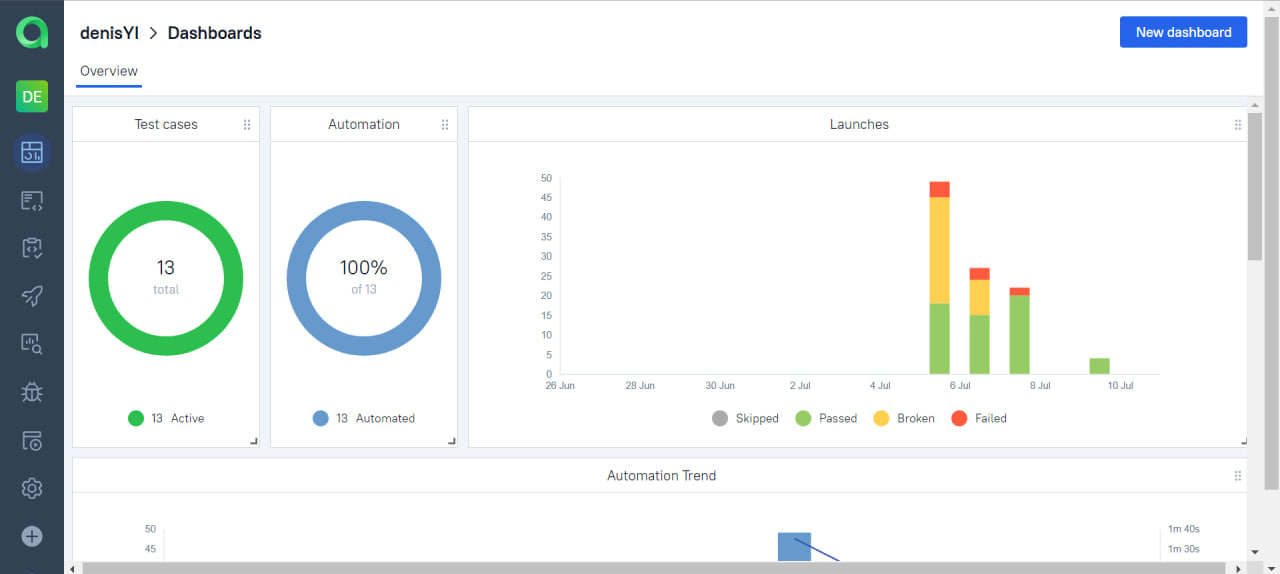 denisYI > Dashboards
New dashboard
Overview
DE
Test cases
13
total
13 Active
Automation
100%
of 13
13 Automated
Launches
50
45
40
35
30
25
20
15
10
5
0
26 Jun 28 Jun 30 Jun 2 Jul 4 Jul 6 Jul 8 Jul 10 Jul
Skipped Passed Broken Failed
Automation Trend
50 1m 40s
45 1m 30s